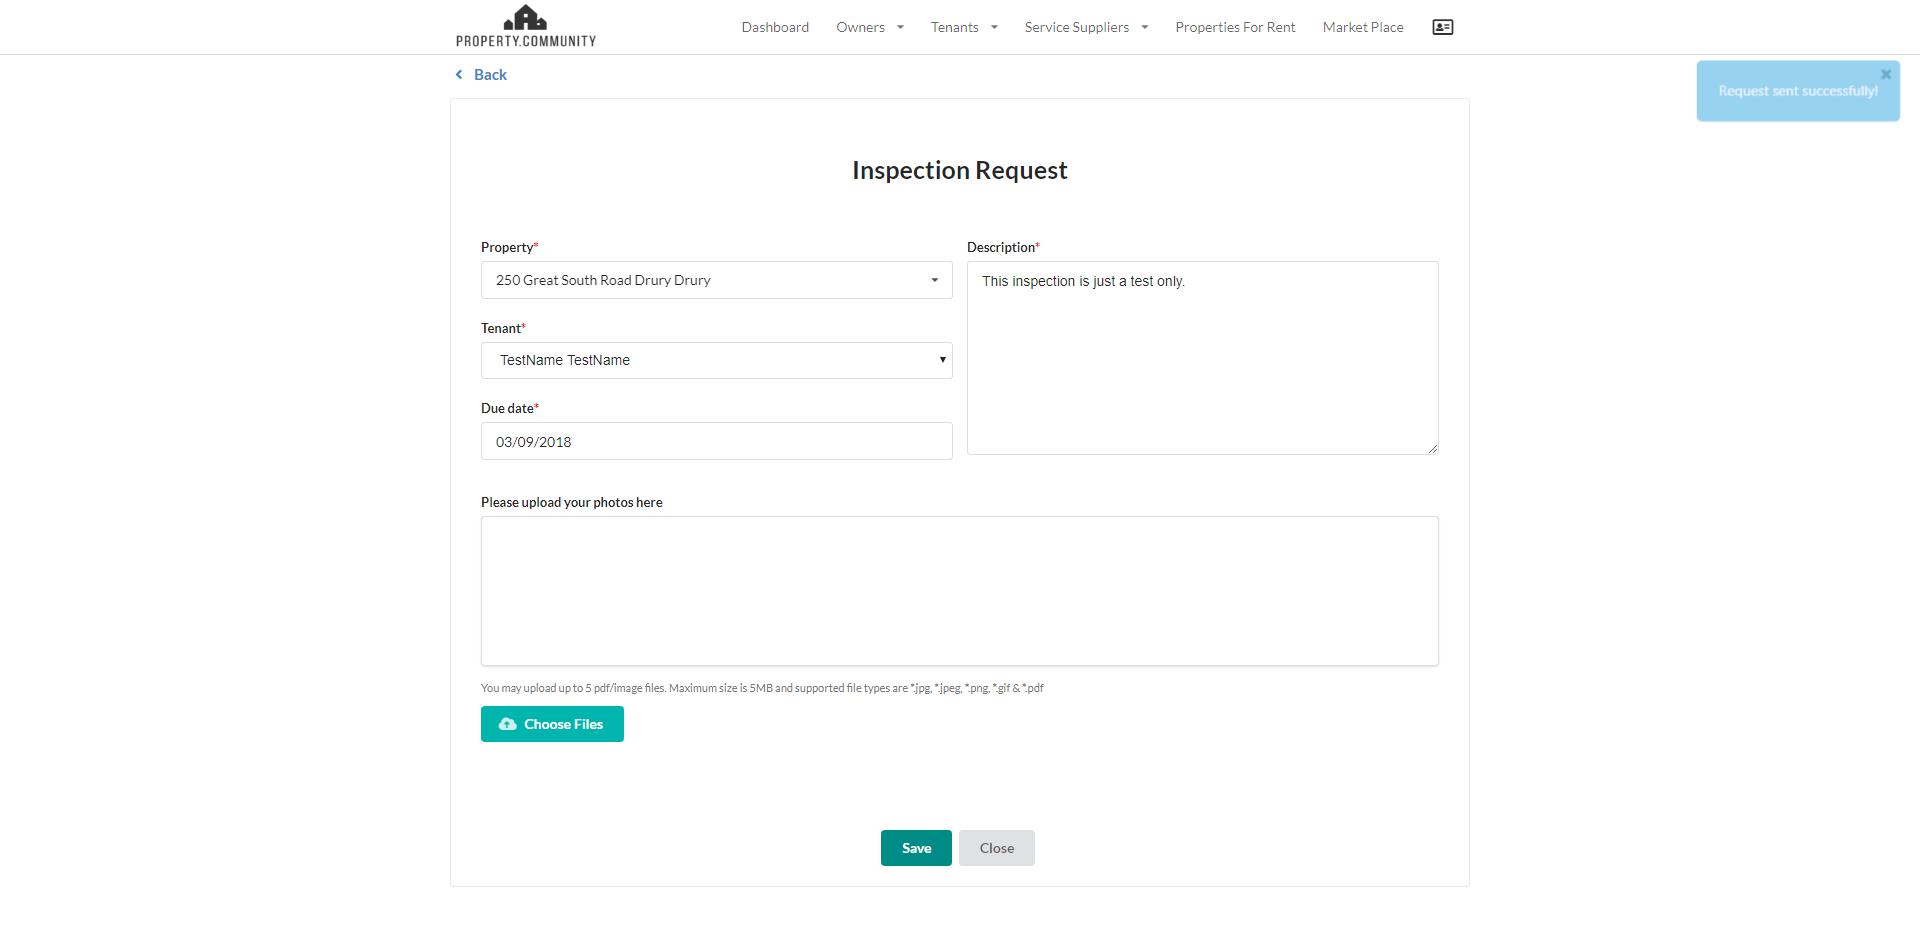 PROPERTY.COMMUNITY
Dashboard Owners Tenants Service Suppliers Properties For Rent Market Place
Back
Request sent successfully!
Inspection Request
Property*
250 Great South Road Drury Drury
Tenant*
TestName TestName
Due date*
03/09/2018
Description*
This inspection is just a test only.
Please upload your photos here
You may upload up to 5 pdf/image files. Maximum size is 5MB and supported file types are *.jpg, *.jpeg, *.png, *.gif & *.pdf
Choose Files
Save Close